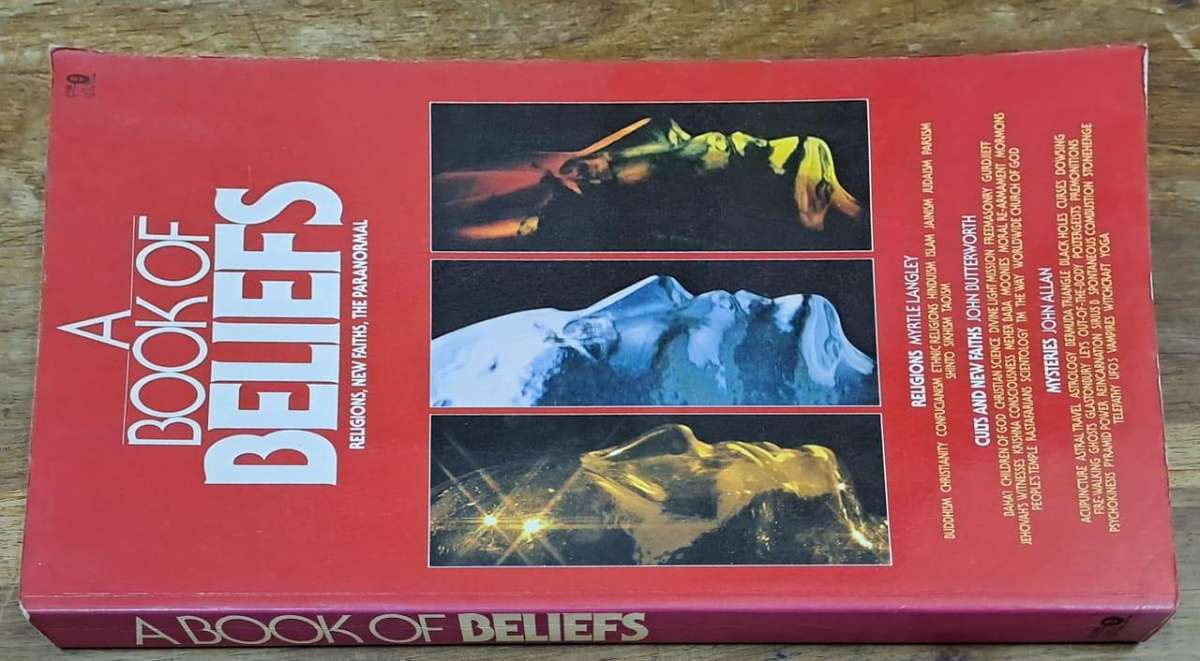 A
BOOK OF
BELIEFS
RELIGIONS, NEW FAITHS, THE PARANORMAL
RELIGIONS MYRTLE LANGLEY
BUDDHISM CHRISTIANITY CONFUCIANISM ETHNIC RELIGIONS HINDUISM ISLAM JAINISM JUDAISM PARSISM
SHINTO SIKHISM TAOISM
CULTS AND NEW FAITHS JOHN BUTTERWORTH
BAHA'I CHILDREN OF GOD CHRISTIAN SCIENCE DIVINE LIGHT MISSION FREEMASONRY GURDJIEFF
JEHOVAH'S WITNESSES KRISHNA CONSCIOUSNESS MEHER BABA MOONIES MORAL RE-ARMAMENT MORMONS
PEOPLE'S TEMPLE RASTAFARIANS SCIENTOLOGY TM THE WAY WORLDWIDE CHURCH OF GOD
MYSTERIES JOHN ALLAN
ACUPUNCTURE ASTRAL TRAVEL ASTROLOGY BERMUDA TRIANGLE BLACK HOLES CURSES DOWSING
FIRE-WALKING GHOSTS GLASTONBURY LEYS OUT-OF-THE-BODY POLTERGEISTS PREMONITIONS
PSYCHOKINESIS PYRAMID POWER REINCARNATION SIRIUS B SPONTANEOUS COMBUSTION STONEHENGE
TELEPATHY UFO'S VAMPIRES WITCHCRAFT YOGA
A BOOK OF BELIEFS